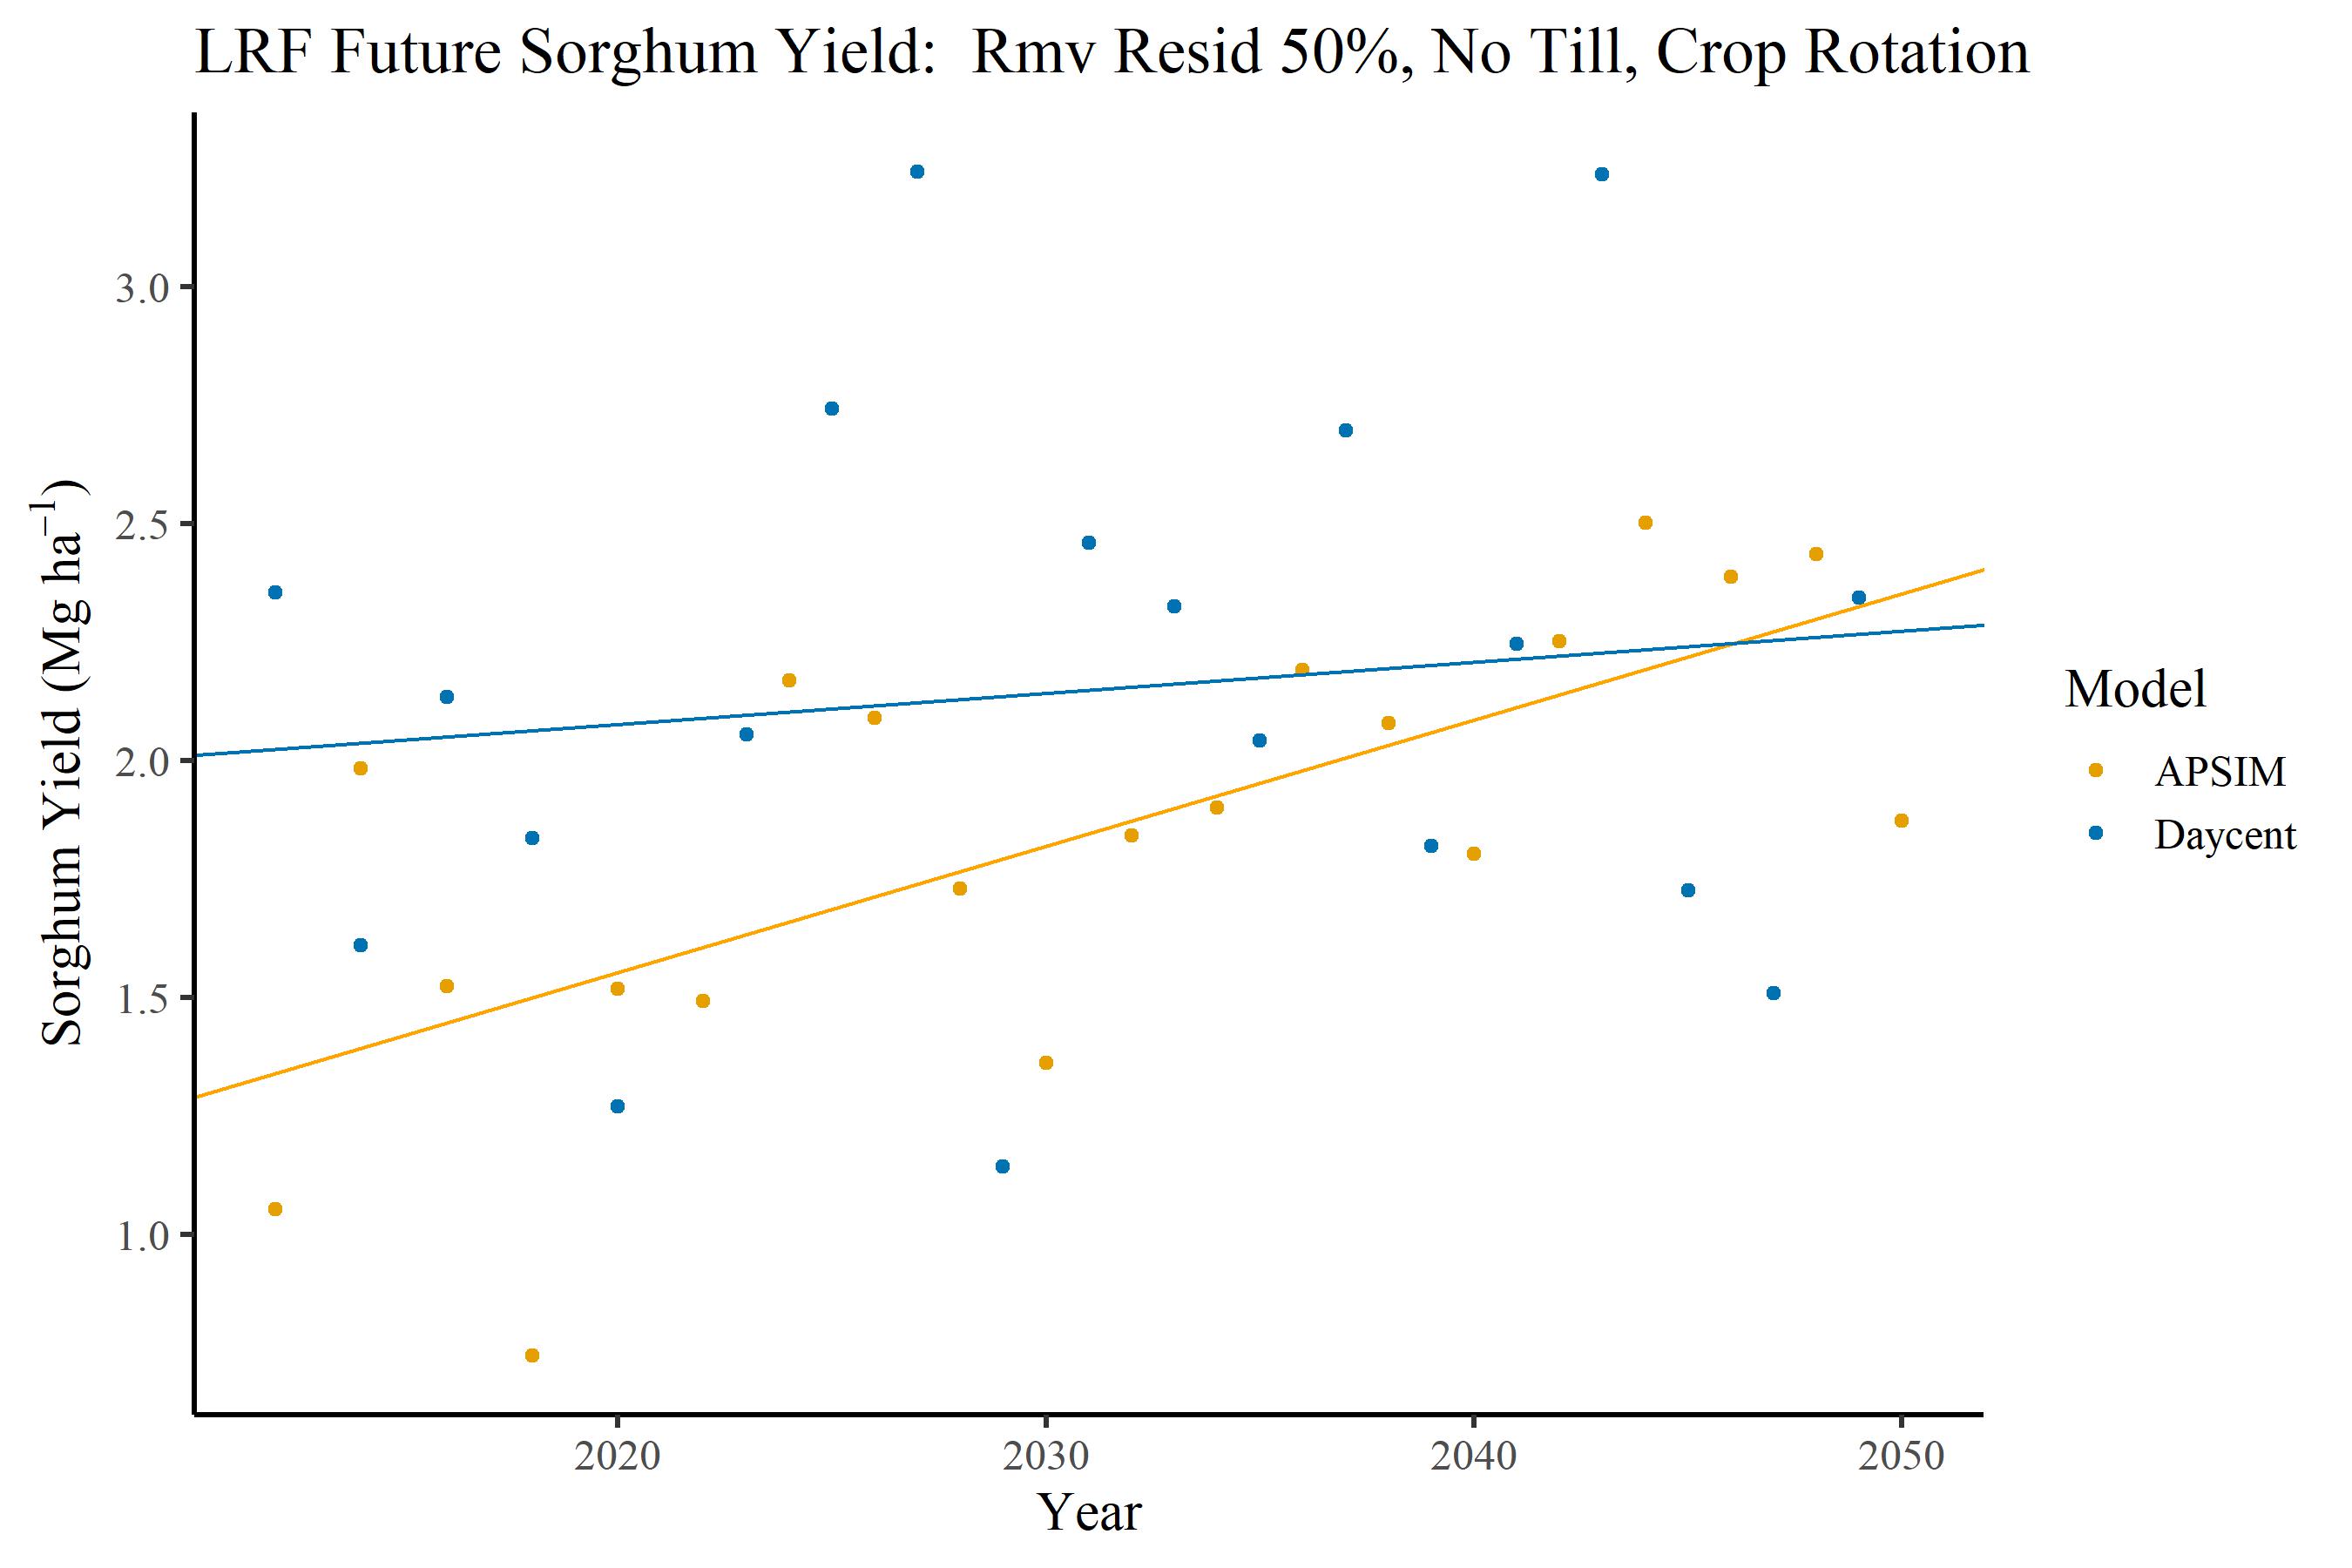 LRF Future Sorghum Yield:  Rmv Resid 50%, No Till, Crop Rotation
Sorghum Yield (Mg ha⁻¹)
3.0
2.5
2.0
1.5
1.0
2020 2030 2040 2050
Year
Model
APSIM
Daycent